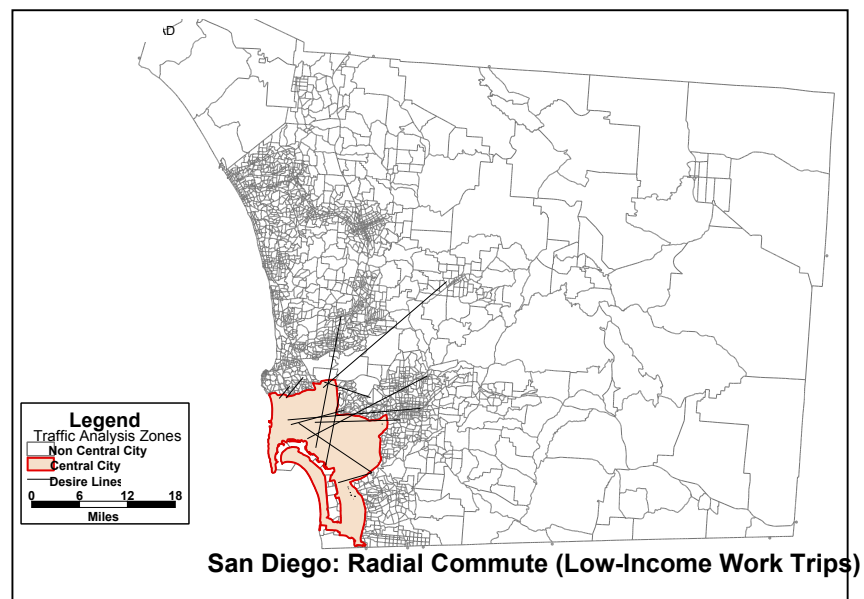 Legend
Traffic Analysis Zones
Non Central City
Central City
Desire Lines
0 6 12 18
Miles
San Diego: Radial Commute (Low-Income Work Trips)